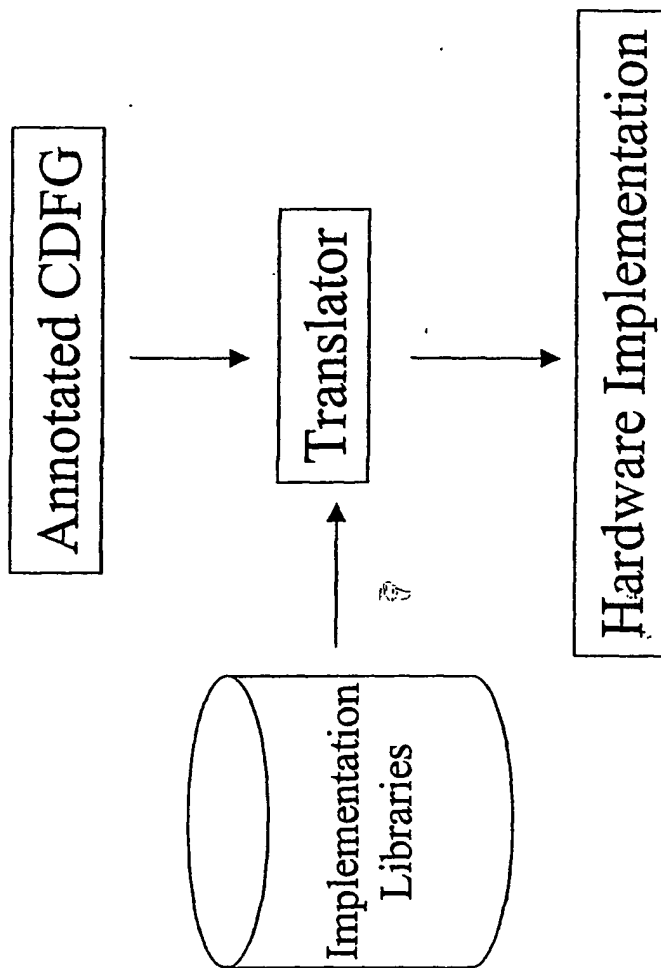 Annotated CDFG
Translator
Implementation
Libraries
Hardware Implementation